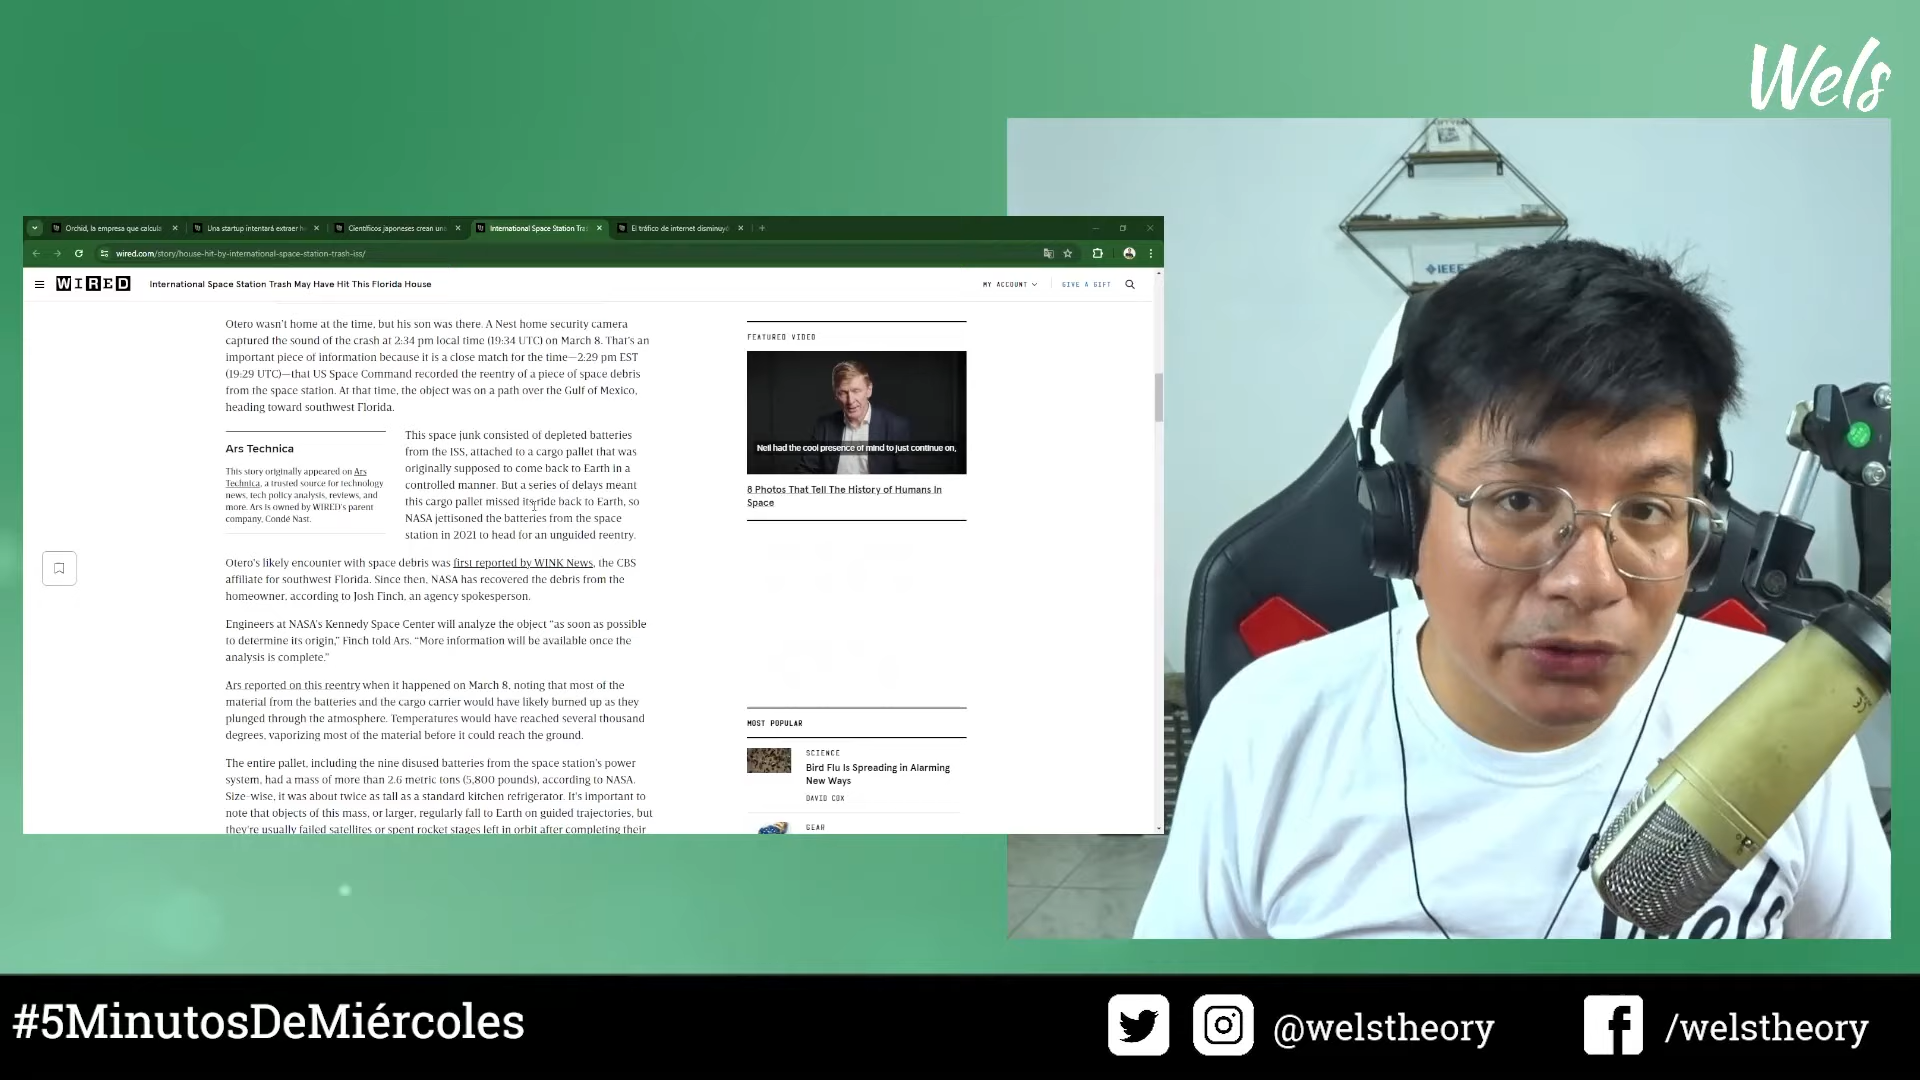 Wels
Orchid, la empresa que calcula
Una startup intentará extraer
Científicos japoneses crean un
International Space Station Tra
El tráfico de internet disminuyó
wired.com/story/house-hit-by-international-space-station-trash-iss/
WIRED
International Space Station Trash May Have Hit This Florida House
MY ACCOUNT
GIVE A GIFT
Otero wasn't home at the time, but his son was there. A Nest home security camera
captured the sound of the crash at 2:34 pm local time (19:34 UTC) on March 8. That's an
important piece of information because it is a close match for the time—2:29 pm EST
(19:29 UTC)—that US Space Command recorded the reentry of a piece of space debris
from the space station. At that time, the object was on a path over the Gulf of Mexico,
heading toward southwest Florida.
Ars Technica
This story originally appeared on Ars
Technica, a trusted source for technology
news, tech policy analysis, reviews, and
more. Ars is owned by WIRED's parent
company, Condé Nast.
This space junk consisted of depleted batteries
from the ISS, attached to a cargo pallet that was
originally supposed to come back to Earth in a
controlled manner. But a series of delays meant
this cargo pallet missed its ride back to Earth, so
NASA jettisoned the batteries from the space
station in 2021 to head for an unguided reentry.
Otero's likely encounter with space debris was first reported by WINK News, the CBS
affiliate for southwest Florida. Since then, NASA has recovered the debris from the
homeowner, according to Josh Finch, an agency spokesperson.
Engineers at NASA's Kennedy Space Center will analyze the object “as soon as possible
to determine its origin,” Finch told Ars. “More information will be available once the
analysis is complete.”
Ars reported on this reentry when it happened on March 8, noting that most of the
material from the batteries and the cargo carrier would have likely burned up as they
plunged through the atmosphere. Temperatures would have reached several thousand
degrees, vaporizing most of the material before it could reach the ground.
The entire pallet, including the nine disused batteries from the space station's power
system, had a mass of more than 2.6 metric tons (5,800 pounds), according to NASA.
Size-wise, it was about twice as tall as a standard kitchen refrigerator. It's important to
note that objects of this mass, or larger, regularly fall to Earth on guided trajectories, but
they're usually failed satellites or spent rocket stages left in orbit after completing their
FEATURED VIDEO
Neil had the cool presence of mind to just continue on,
8 Photos That Tell The History of Humans In
Space
MOST POPULAR
SCIENCE
Bird Flu Is Spreading in Alarming
New Ways
DAVID COX
GEAR
IEEE
Wels
#5MinutosDeMiércoles
@welstheory
/welstheory